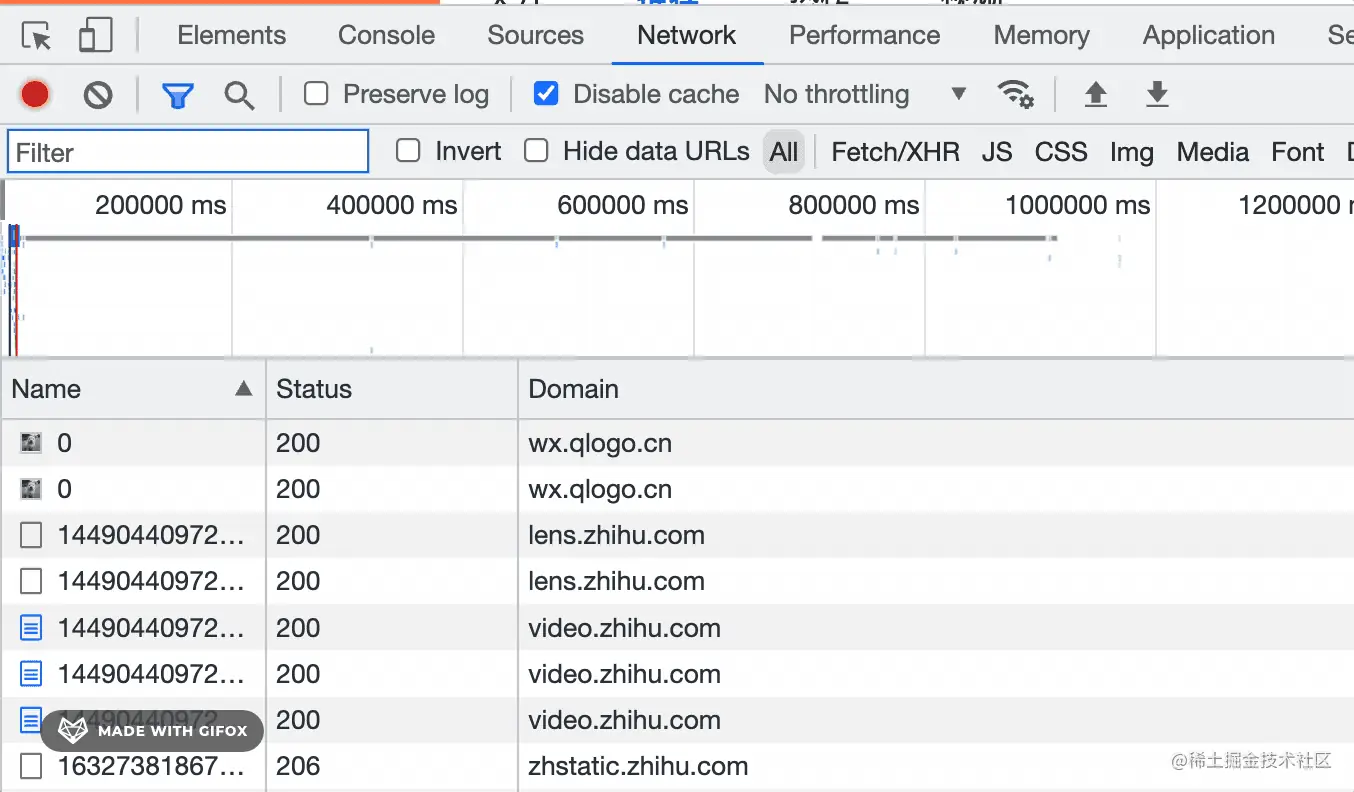 Elements Console Sources Network Performance Memory Application Se
Preserve log Disable cache No throttling
Filter Invert Hide data URLs All Fetch/XHR JS CSS Img Media Font
200000 ms 400000 ms 600000 ms 800000 ms 1000000 ms 1200000
Name Status Domain
0 200 wx.qlogo.cn
0 200 wx.qlogo.cn
14490440972... 200 lens.zhihu.com
14490440972... 200 lens.zhihu.com
14490440972... 200 video.zhihu.com
14490440972... 200 video.zhihu.com
14490440972 200 video.zhihu.com
MADE WITH GIFOX
16327381867... 206 zhstatic.zhihu.com
@稀土掘金技术社区